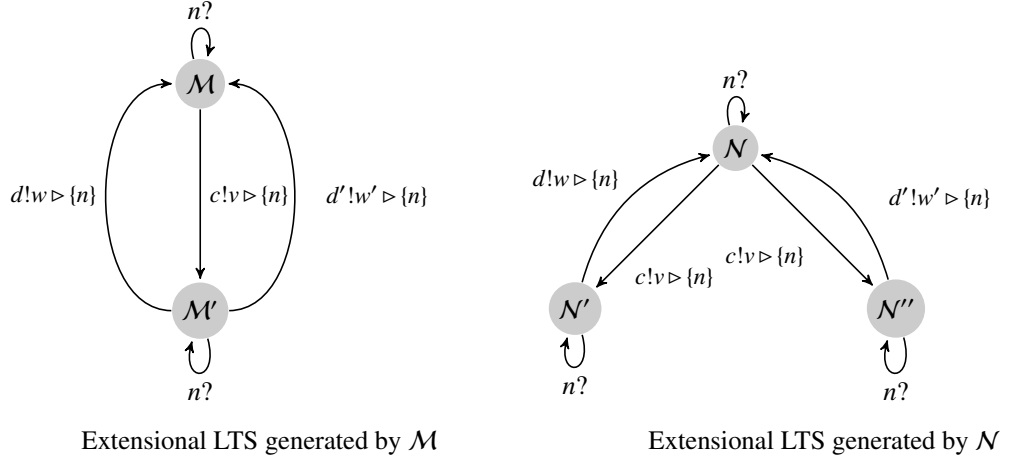 n?
ℳ
d!w ▷ {n}
c!v ▷ {n}
d′!w′ ▷ {n}
ℳ′
n?
Extensional LTS generated by ℳ
n?
𝒩
d!w ▷ {n}
d′!w′ ▷ {n}
c!v ▷ {n}
c!v ▷ {n}
𝒩′
𝒩′′
n?
n?
Extensional LTS generated by 𝒩